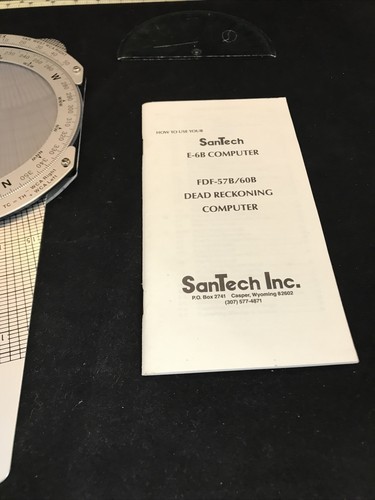 HOW TO USE YOUR
SanTech
E-6B COMPUTER
FDF-57B/60B
DEAD RECKONING
COMPUTER
SanTech Inc.
P.O. Box 2741 Casper, Wyoming 82602
(307) 577-4871
W
N